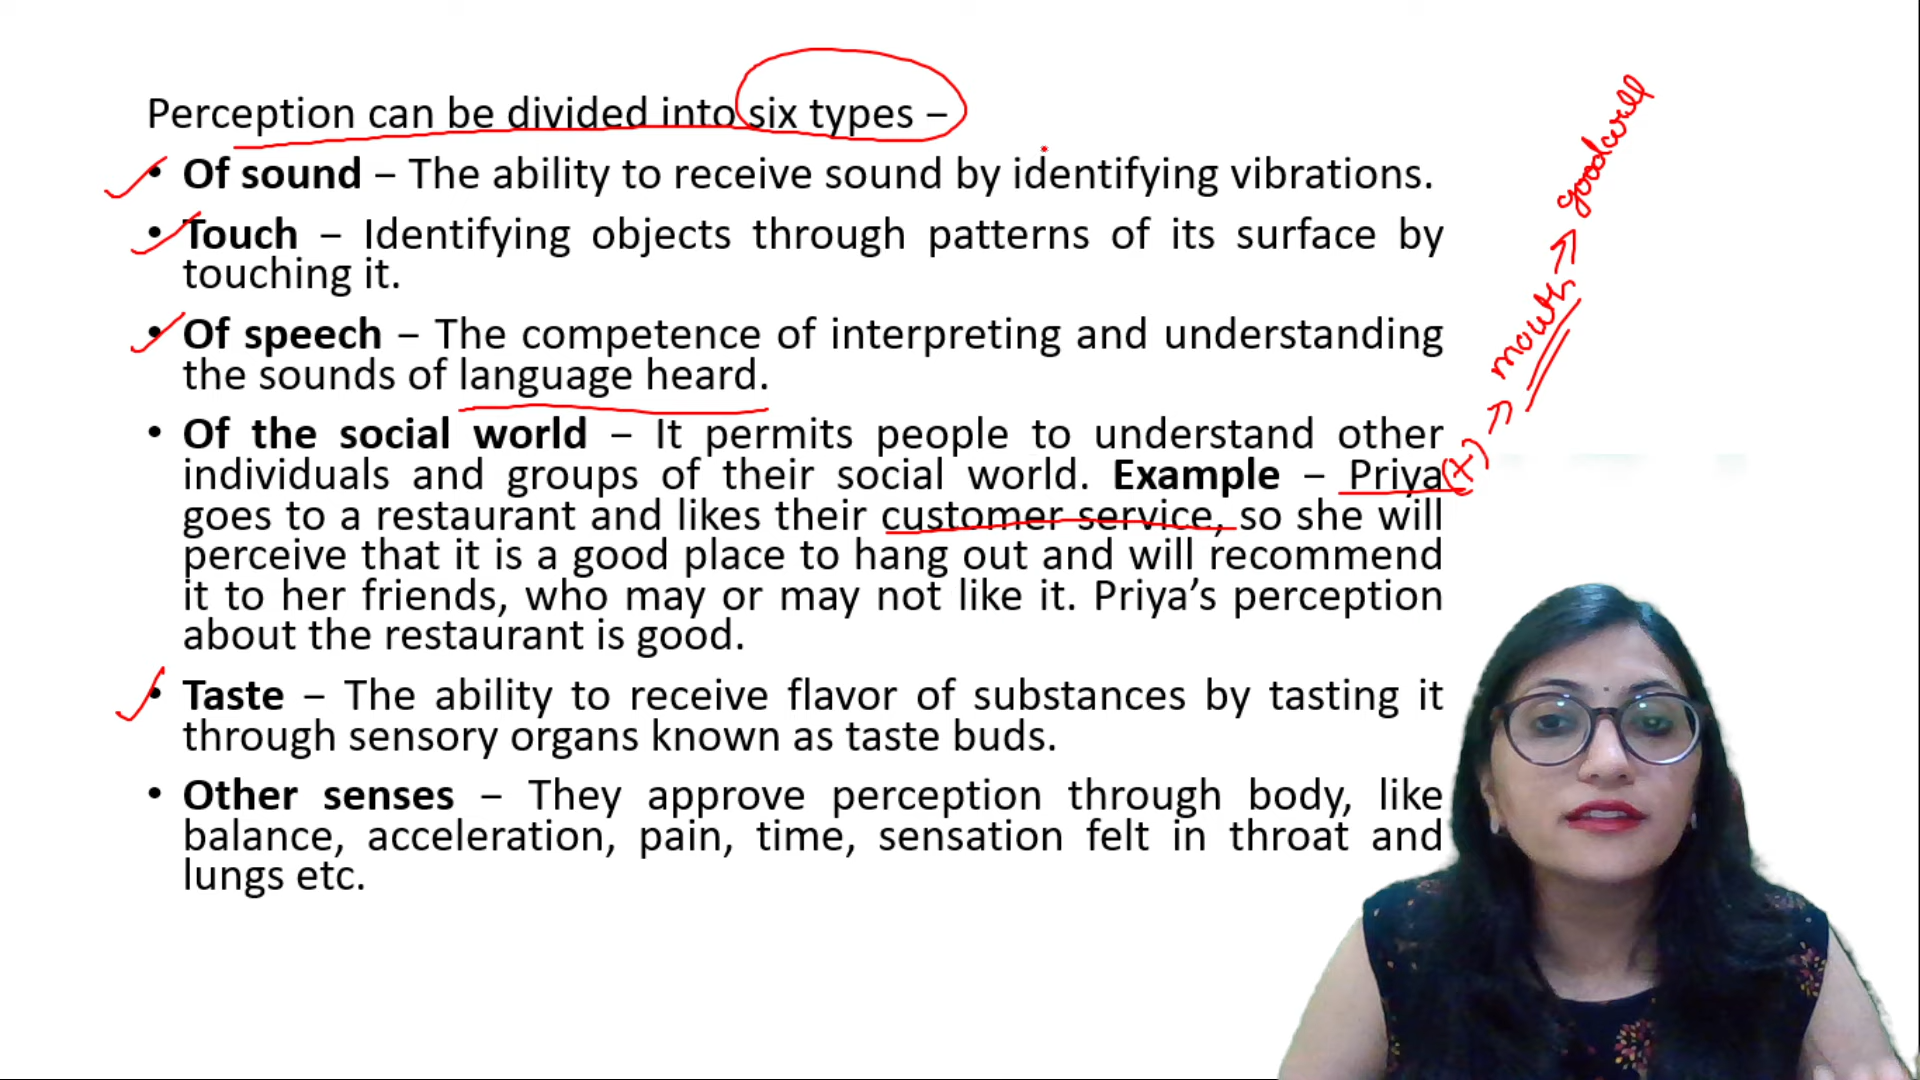 Perception can be divided into six types –
• Of sound – The ability to receive sound by identifying vibrations.
• Touch – Identifying objects through patterns of its surface by
touching it.
• Of speech – The competence of interpreting and understanding
the sounds of language heard.
• Of the social world – It permits people to understand other
individuals and groups of their social world. Example – Priya
goes to a restaurant and likes their customer service, so she will
perceive that it is a good place to hang out and will recommend
it to her friends, who may or may not like it. Priya’s perception
about the restaurant is good.
• Taste – The ability to receive flavor of substances by tasting it
through sensory organs known as taste buds.
• Other senses – They approve perception through body, like
balance, acceleration, pain, time, sensation felt in throat and
lungs etc.
(+) → mouth → goodwill